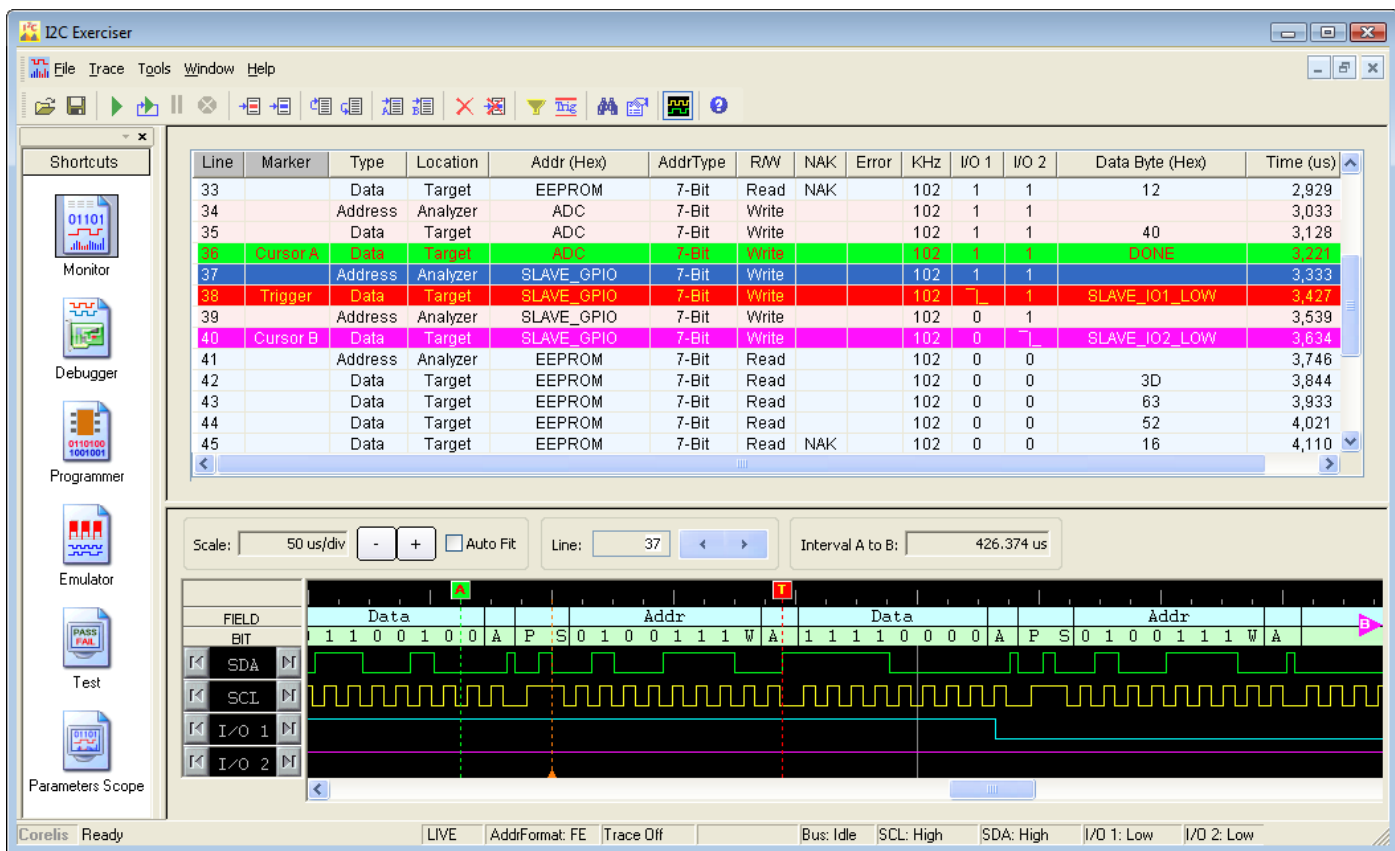 I2C Exerciser
File Trace Tools Window Help
Shortcuts
Monitor
Debugger
Programmer
Emulator
Test
Parameters Scope
Line Marker Type Location Addr (Hex) AddrType R/W NAK Error KHz I/O 1 I/O 2 Data Byte (Hex) Time (us)
33 Data Target EEPROM 7-Bit Read NAK 102 1 1 12 2,929
34 Address Analyzer ADC 7-Bit Write 102 1 1 3,033
35 Data Target ADC 7-Bit Write 102 1 1 40 3,128
36 Cursor A Data Target ADC 7-Bit Write 102 1 1 DONE 3,221
37 Address Analyzer SLAVE_GPIO 7-Bit Write 102 1 1 3,333
38 Trigger Data Target SLAVE_GPIO 7-Bit Write 102 1 SLAVE_IO1_LOW 3,427
39 Address Analyzer SLAVE_GPIO 7-Bit Write 102 0 1 3,539
40 Cursor B Data Target SLAVE_GPIO 7-Bit Write 102 0 SLAVE_IO2_LOW 3,634
41 Address Analyzer EEPROM 7-Bit Read 102 0 0 3,746
42 Data Target EEPROM 7-Bit Read 102 0 0 3D 3,844
43 Data Target EEPROM 7-Bit Read 102 0 0 63 3,933
44 Data Target EEPROM 7-Bit Read 102 0 0 52 4,021
45 Data Target EEPROM 7-Bit Read NAK 102 0 0 16 4,110
Scale: 50 us/div - + Auto Fit Line: 37 Interval A to B: 426.374 us
A T
FIELD Data Addr Data Addr
B
BIT 1 1 0 0 1 0 0 A P S 0 1 0 0 1 1 1 W A 1 1 1 1 0 0 0 0 A P S 0 1 0 0 1 1 1 W A
SDA
SCL
I/O 1
I/O 2
Corelis Ready LIVE AddrFormat: FE Trace Off Bus: Idle SCL: High SDA: High I/O 1: Low I/O 2: Low